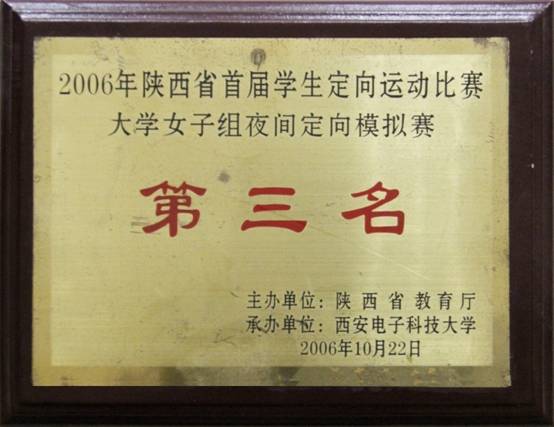 2006年陕西省首届学生定向运动比赛
大学女子组夜间定向模拟赛
第三名
主办单位：陕西省教育厅
承办单位：西安电子科技大学
2006年10月22日